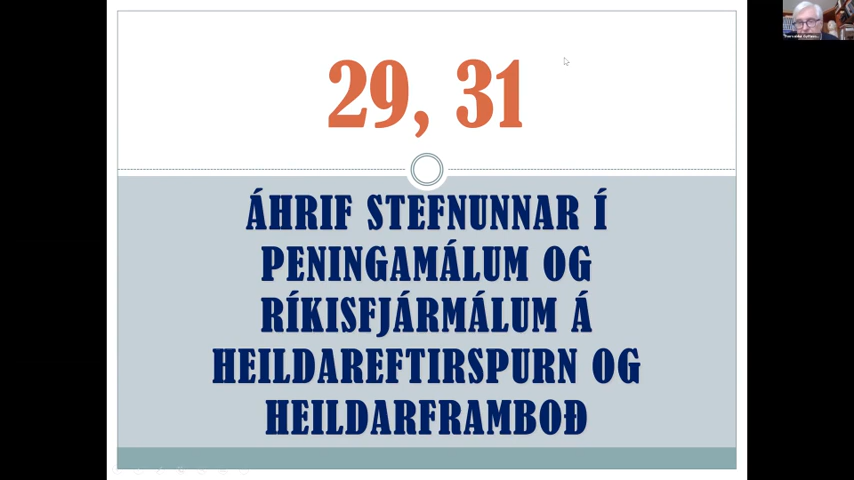 29, 31
ÁHRIF STEFNUNNAR Í
PENINGAMÁLUM OG
RÍKISFJÁRMÁLUM Á
HEILDAREFTIRSPURN OG
HEILDARFRAMBOÐ